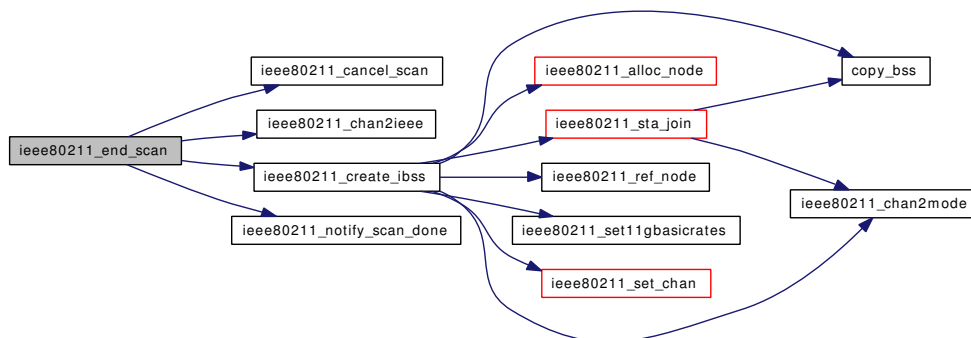 ieee80211_end_scan
ieee80211_cancel_scan
ieee80211_chan2ieee
ieee80211_create_ibss
ieee80211_notify_scan_done
ieee80211_alloc_node
ieee80211_sta_join
ieee80211_ref_node
ieee80211_set11gbasicrates
ieee80211_set_chan
copy_bss
ieee80211_chan2mode